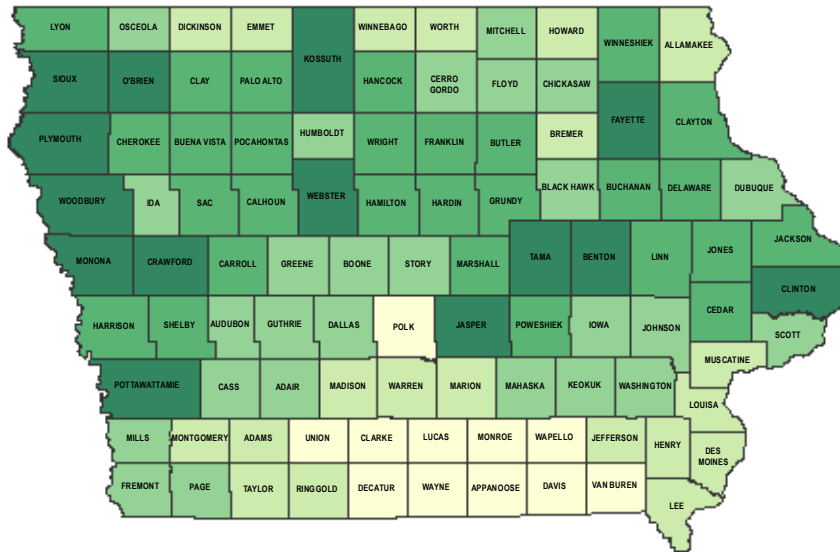 LYON
OSCEOLA
DICKINSON
EMMET
KOSSUTH
WINNEBAGO
WORTH
MITCHELL
HOWARD
WINNESHIEK
ALLAMAKEE
SIOUX
O'BRIEN
CLAY
PALO ALTO
HANCOCK
CERRO
GORDO
FLOYD
CHICKASAW
PLYMOUTH
CHEROKEE
BUENA VISTA
POCAHONTAS
HUMBOLDT
WRIGHT
FRANKLIN
BUTLER
BREMER
FAYETTE
CLAYTON
WOODBURY
IDA
SAC
CALHOUN
WEBSTER
HAMILTON
HARDIN
GRUNDY
BLACK HAWK
BUCHANAN
DELAWARE
DUBUQUE
MONONA
CRAWFORD
CARROLL
GREENE
BOONE
STORY
MARSHALL
TAMA
BENTON
LINN
JONES
JACKSON
CLINTON
HARRISON
SHELBY
AUDUBON
GUTHRIE
DALLAS
POLK
JASPER
POWESHIEK
IOWA
JOHNSON
CEDAR
SCOTT
MUSCATINE
POTTAWATTAMIE
CASS
ADAIR
MADISON
WARREN
MARION
MAHASKA
KEOKUK
WASHINGTON
LOUISA
MILLS
MONTGOMERY
ADAMS
UNION
CLARKE
LUCAS
MONROE
WAPELLO
JEFFERSON
HENRY
DES
MOINES
FREMONT
PAGE
TAYLOR
RINGGOLD
DECATUR
WAYNE
APPANOOSE
DAVIS
VAN BUREN
LEE